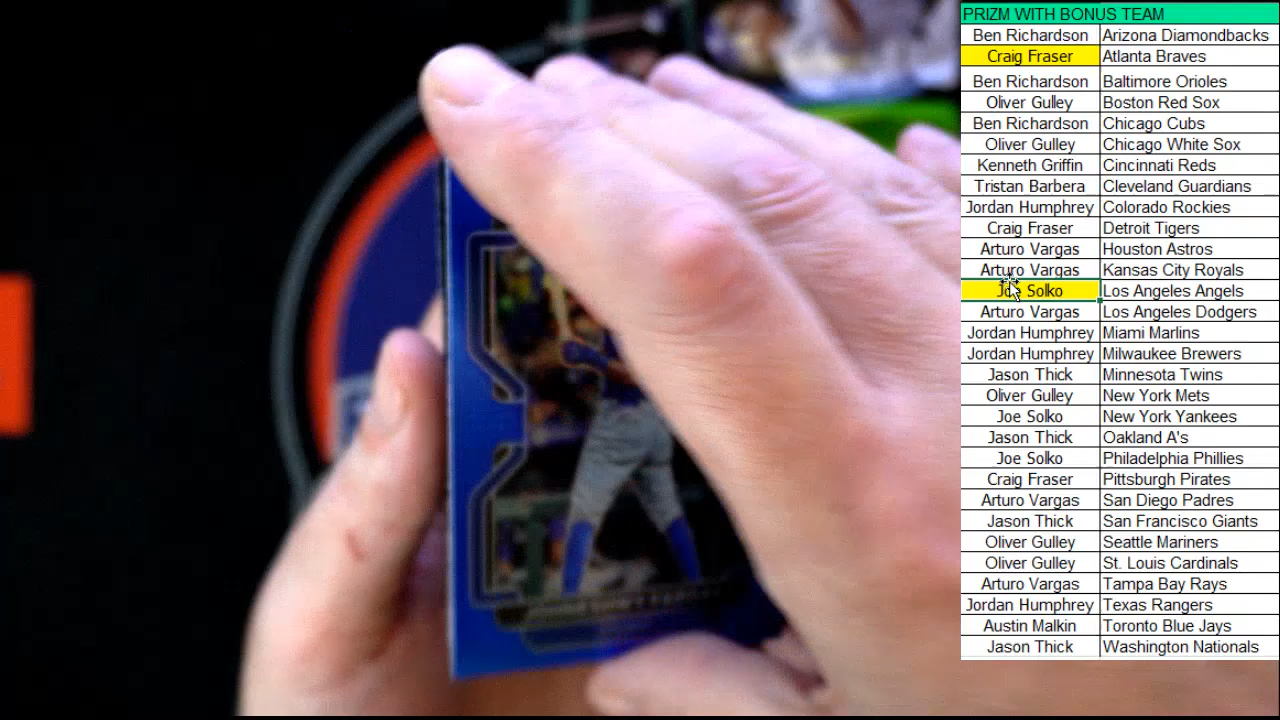 PRIZM WITH BONUS TEAM
Ben Richardson Arizona Diamondbacks
Craig Fraser Atlanta Braves
Ben Richardson Baltimore Orioles
Oliver Gulley Boston Red Sox
Ben Richardson Chicago Cubs
Oliver Gulley Chicago White Sox
Kenneth Griffin Cincinnati Reds
Tristan Barbera Cleveland Guardians
Jordan Humphrey Colorado Rockies
Craig Fraser Detroit Tigers
Arturo Vargas Houston Astros
Arturo Vargas Kansas City Royals
Joe Solko Los Angeles Angels
Arturo Vargas Los Angeles Dodgers
Jordan Humphrey Miami Marlins
Jordan Humphrey Milwaukee Brewers
Jason Thick Minnesota Twins
Oliver Gulley New York Mets
Joe Solko New York Yankees
Jason Thick Oakland A's
Joe Solko Philadelphia Phillies
Craig Fraser Pittsburgh Pirates
Arturo Vargas San Diego Padres
Jason Thick San Francisco Giants
Oliver Gulley Seattle Mariners
Oliver Gulley St. Louis Cardinals
Arturo Vargas Tampa Bay Rays
Jordan Humphrey Texas Rangers
Austin Malkin Toronto Blue Jays
Jason Thick Washington Nationals